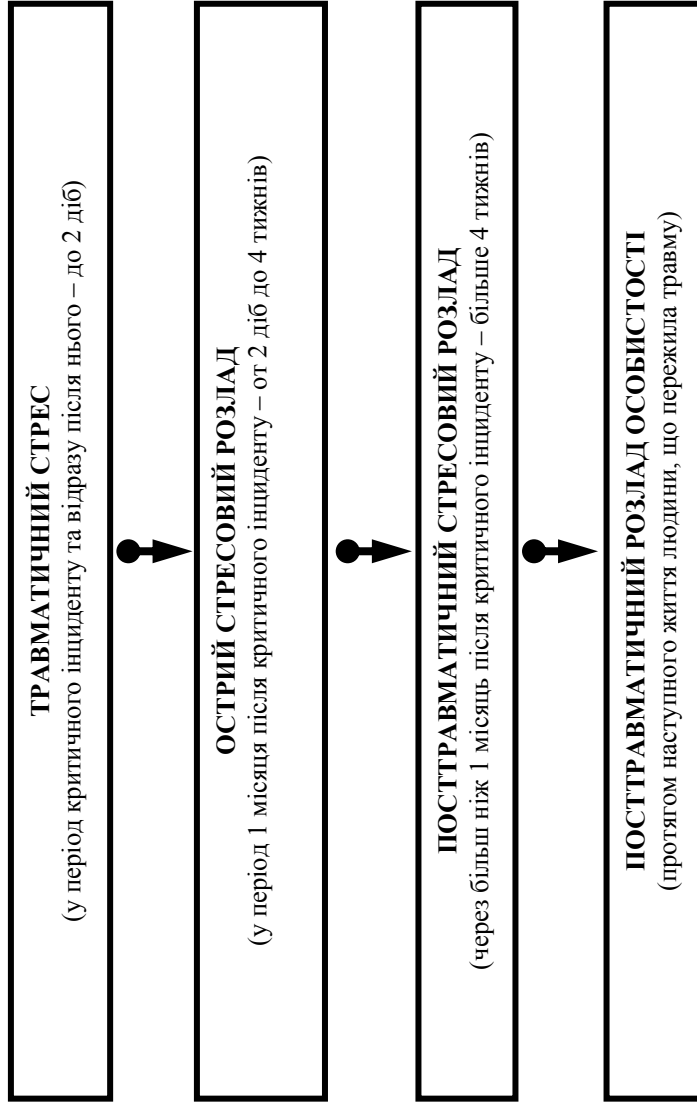 ТРАВМАТИЧНИЙ СТРЕС
(у період критичного інциденту та відразу після нього – до 2 діб)
ОСТРИЙ СТРЕСОВИЙ РОЗЛАД
(у період 1 місяця після критичного інциденту – от 2 діб до 4 тижнів)
ПОСТТРАВМАТИЧНИЙ СТРЕСОВИЙ РОЗЛАД
(через більш ніж 1 місяць після критичного інциденту – більше 4 тижнів)
ПОСТТРАВМАТИЧНИЙ РОЗЛАД ОСОБИСТОСТІ
(протягом наступного життя людини, що пережила травму)